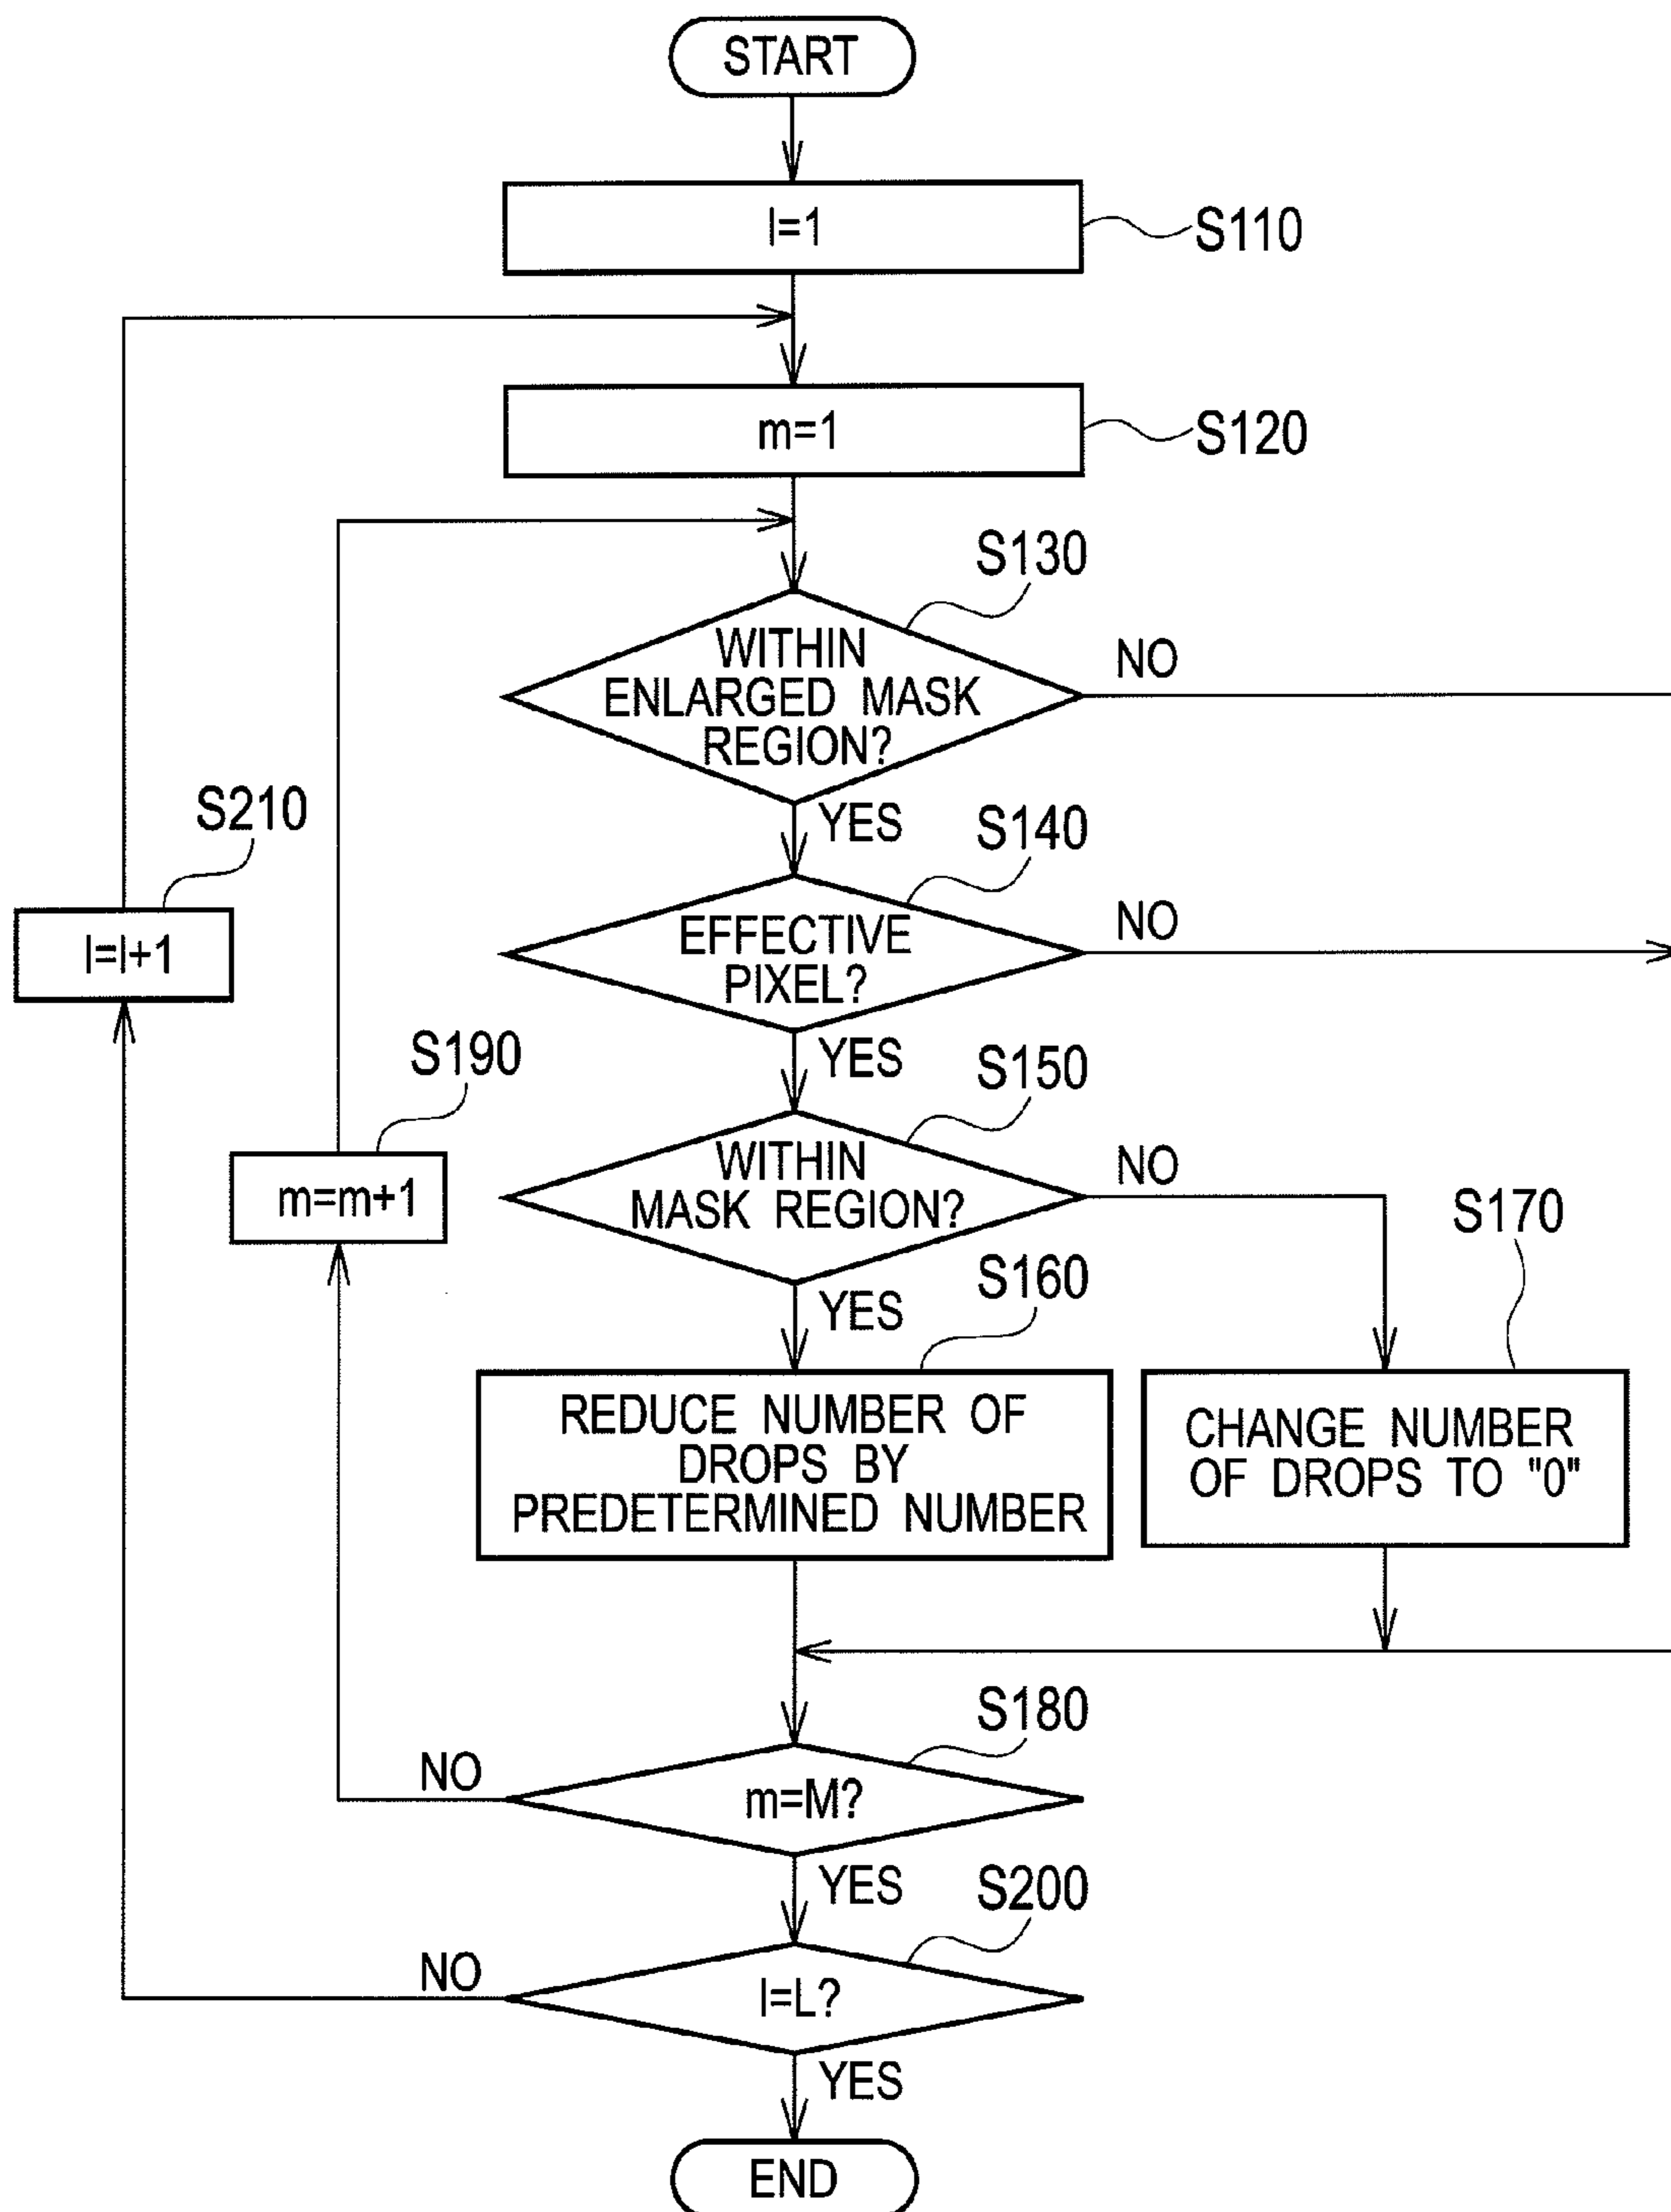 START
l=1
S110
m=1
S120
S130
WITHIN
ENLARGED MASK
REGION?
NO
YES
S140
S210
l=l+1
EFFECTIVE
PIXEL?
NO
YES
S190
m=m+1
S150
WITHIN
MASK REGION?
NO
YES
S160
S170
REDUCE NUMBER OF
DROPS BY
PREDETERMINED NUMBER
CHANGE NUMBER
OF DROPS TO "0"
S180
m=M?
NO
YES
S200
l=L?
NO
YES
END